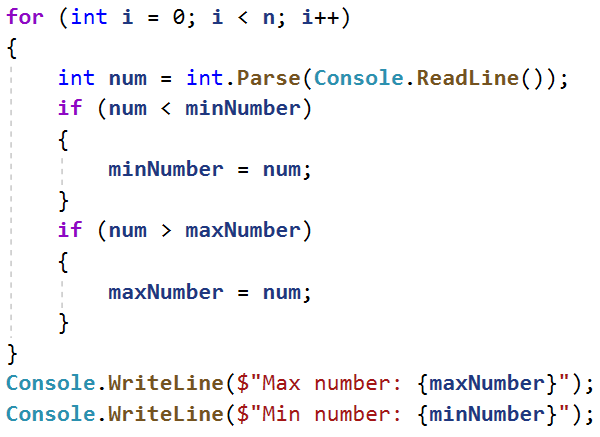 for (int i = 0; i < n; i++)
{
    int num = int.Parse(Console.ReadLine());
    if (num < minNumber)
    {
        minNumber = num;
    }
    if (num > maxNumber)
    {
        maxNumber = num;
    }
}
Console.WriteLine($"Max number: {maxNumber}");
Console.WriteLine($"Min number: {minNumber}");